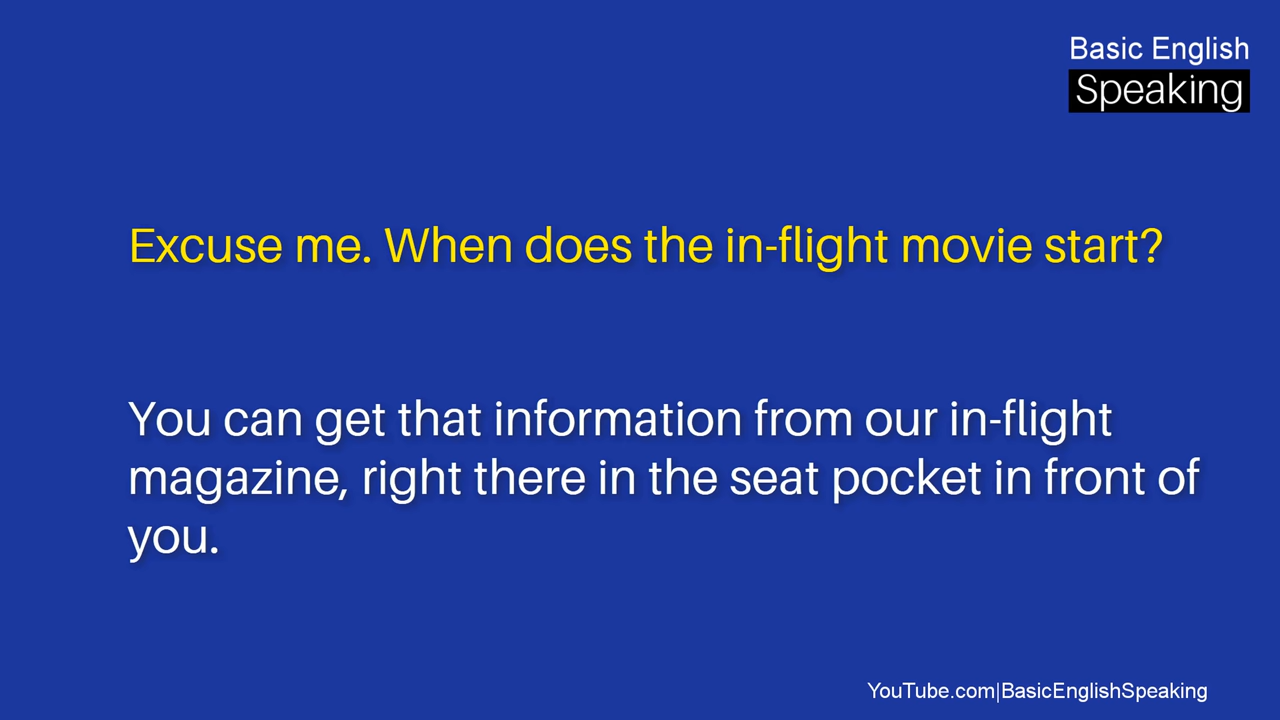 Basic English
Speaking
Excuse me. When does the in-flight movie start?
You can get that information from our in-flight
magazine, right there in the seat pocket in front of
you.
YouTube.com|BasicEnglishSpeaking